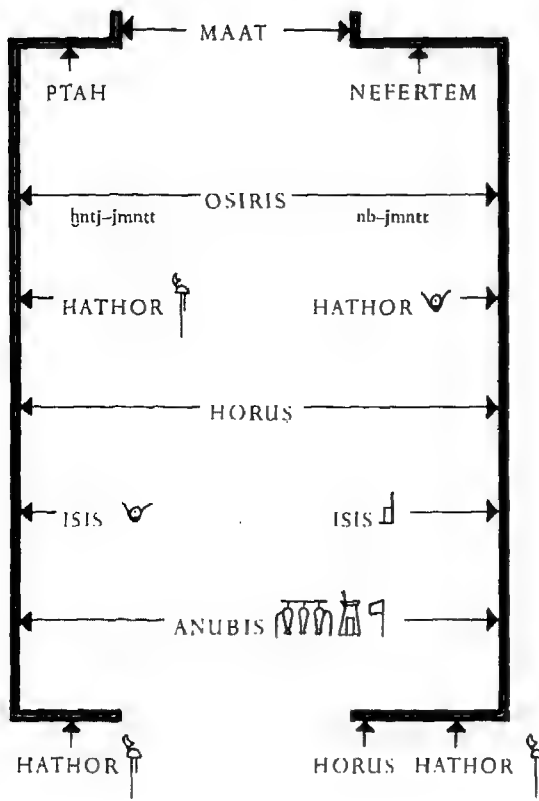 MAAT
PTAH NEFERTEM
OSIRIS
ḫntj-jmntt nb-jmntt
HATHOR HATHOR
HORUS
ISIS ISIS
ANUBIS
HATHOR HORUS HATHOR